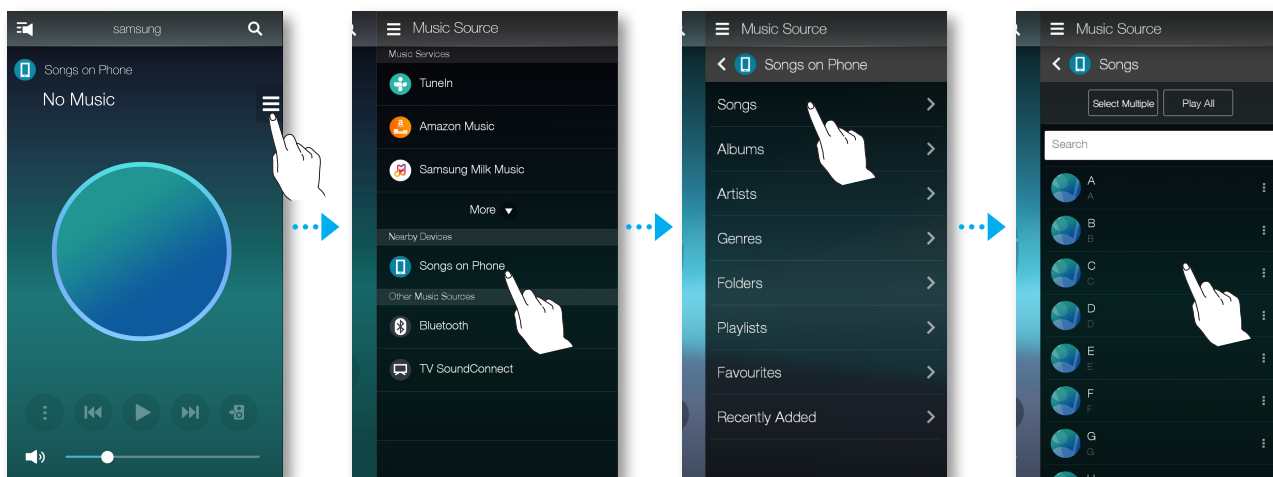 samsung
Songs on Phone
No Music
Music Source
Music Services
TuneIn
Amazon Music
Samsung Milk Music
More
Nearby Devices
Songs on Phone
Other Music Sources
Bluetooth
TV SoundConnect
Music Source
Songs on Phone
Songs
Albums
Artists
Genres
Folders
Playlists
Favourites
Recently Added
Music Source
Songs
Select Multiple Play All
Search
A
A
B
B
C
C
D
D
E
E
F
F
G
G